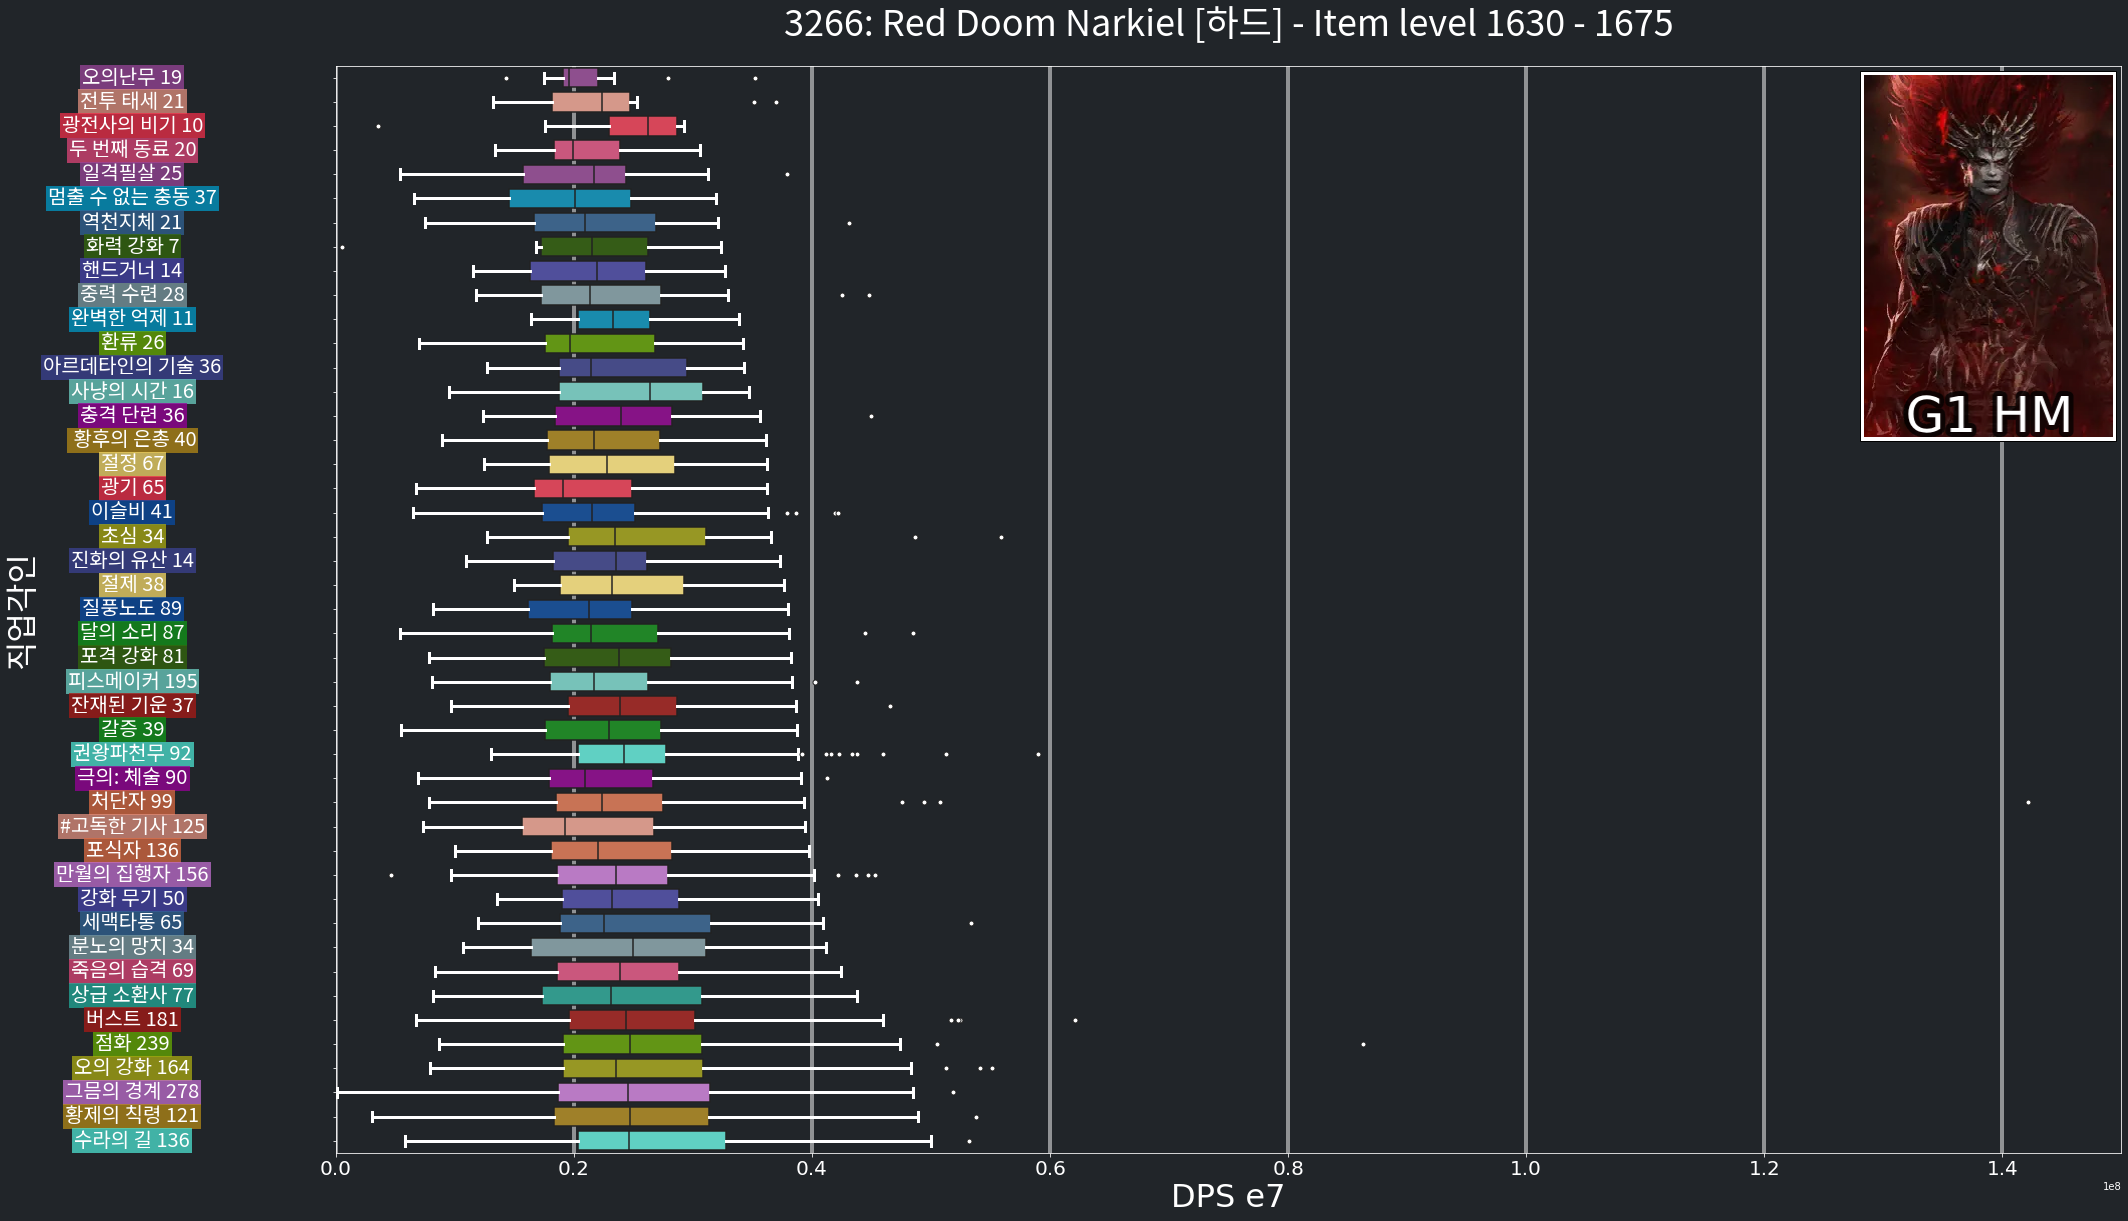 3266: Red Doom Narkiel [하드] - Item level 1630 - 1675
오의난무 19
전투 태세 21
광전사의 비기 10
두 번째 동료 20
일격필살 25
멈출 수 없는 충동 37
역천지체 21
화력 강화 7
핸드거너 14
중력 수련 28
완벽한 억제 11
환류 26
아르데타인의 기술 36
사냥의 시간 16
충격 단련 36
황후의 은총 40
절정 67
광기 65
이슬비 41
초심 34
진화의 유산 14
절제 38
질풍노도 89
달의 소리 87
포격 강화 81
피스메이커 195
잔재된 기운 37
갈증 39
권왕파천무 92
극의: 체술 90
처단자 99
#고독한 기사 125
포식자 136
만월의 집행자 156
강화 무기 50
세맥타통 65
분노의 망치 34
죽음의 습격 69
상급 소환사 77
버스트 181
점화 239
오의 강화 164
그믐의 경계 278
황제의 칙령 121
수라의 길 136
직업각인
G1 HM
0.0 0.2 0.4 0.6 0.8 1.0 1.2 1.4
1e8
DPS e7